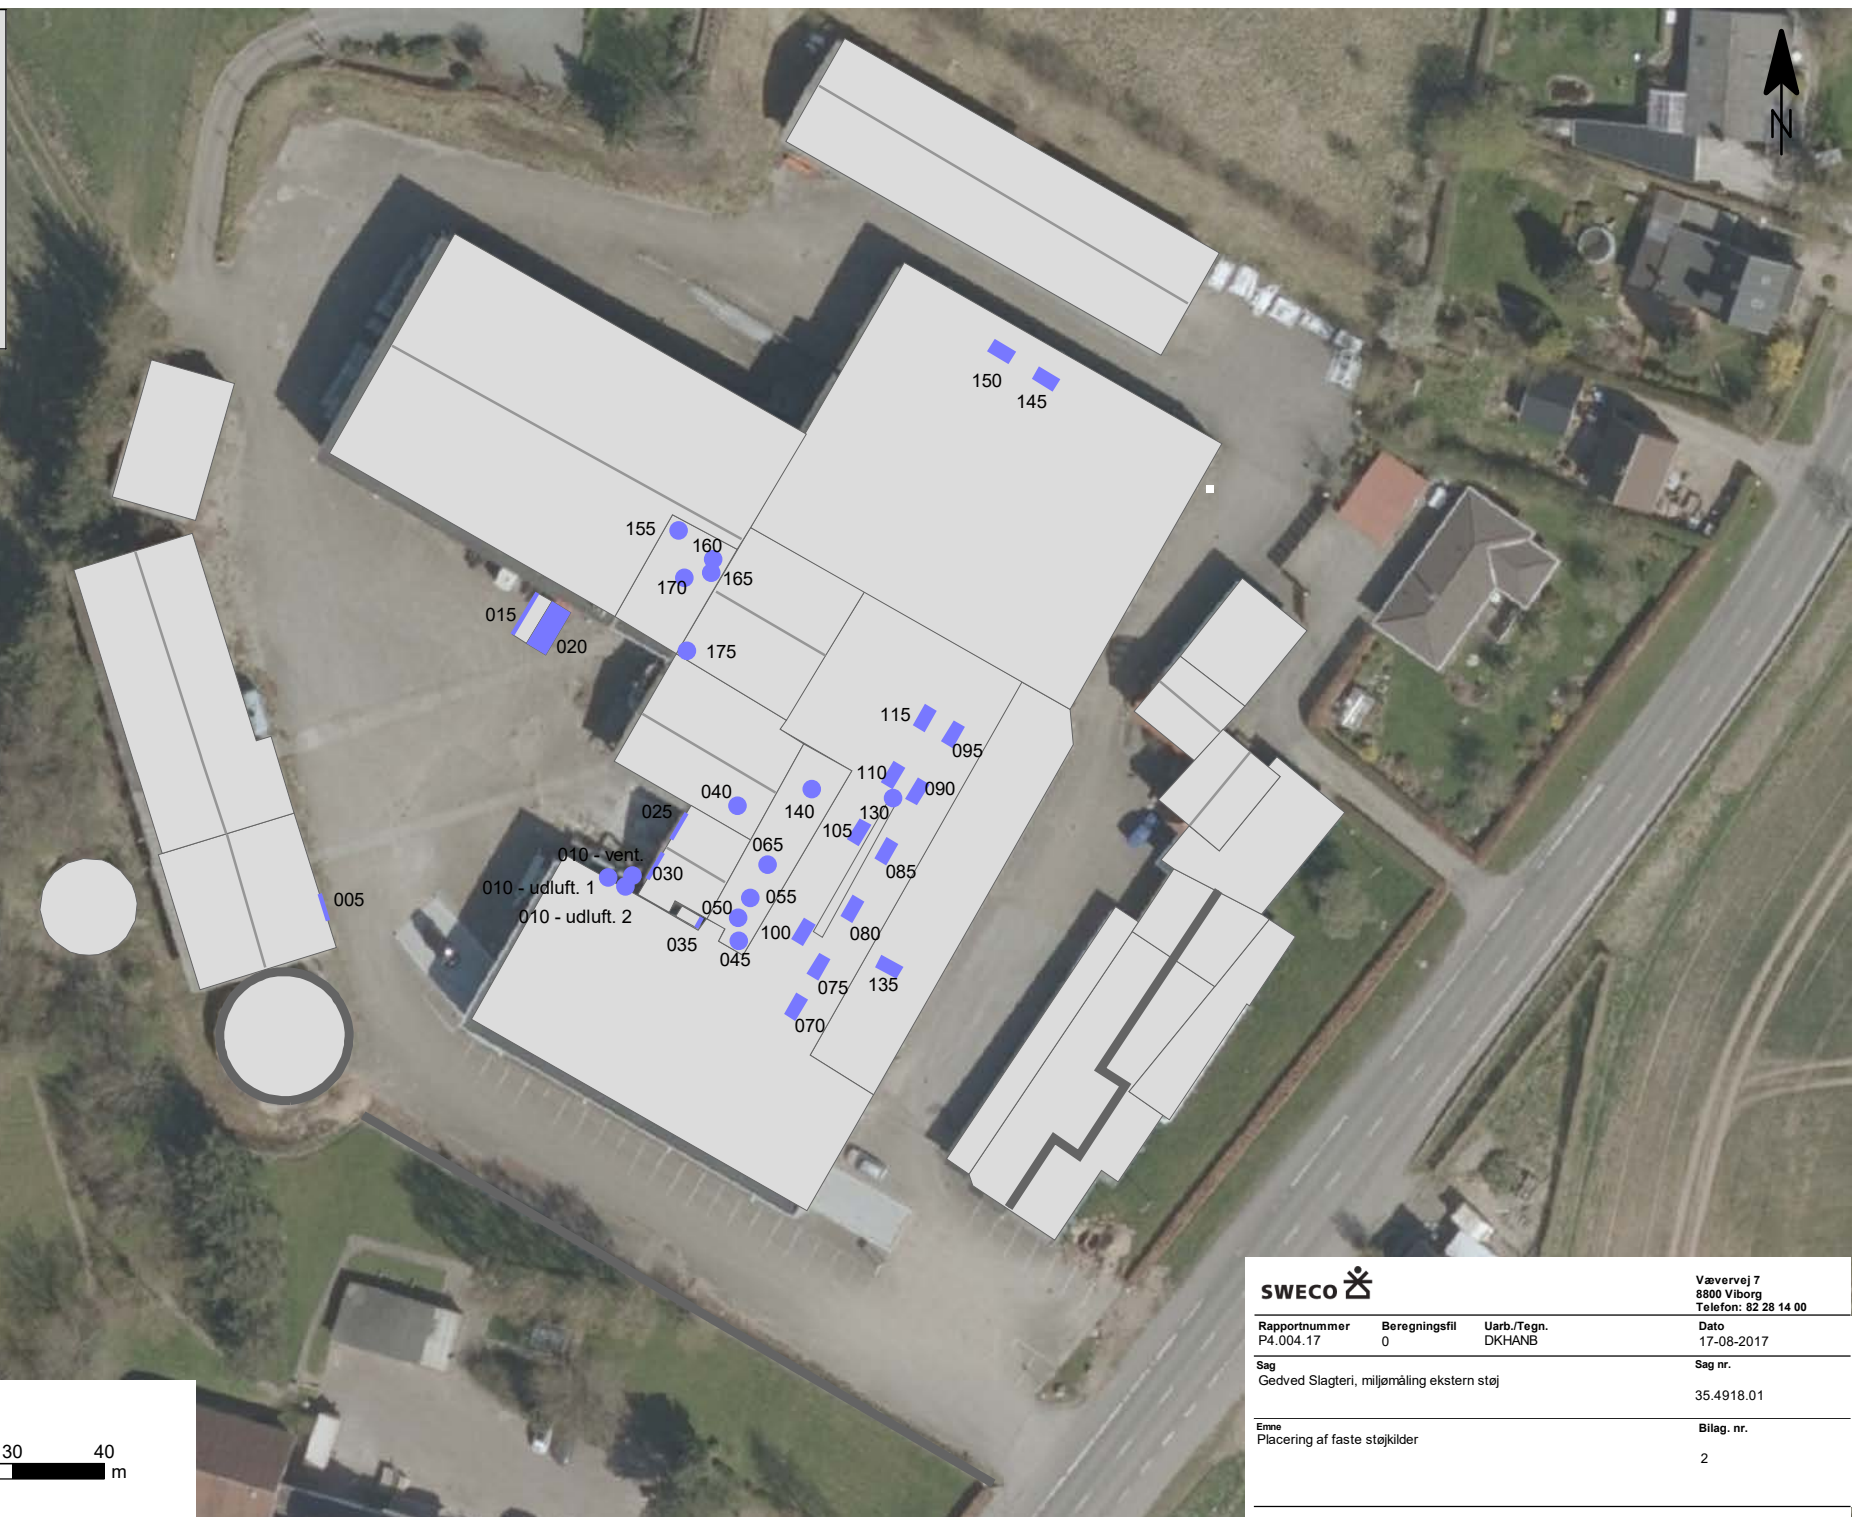 N
150
145
155
160
165
170
015
020
175
115
095
110
090
040
140
130
025
105
065
010 - vent.
085
030
010 - udluft. 1
005
055
050
010 - udluft. 2
100
080
035
045
075
135
070
30 40
m
SWECO
Vævervej 7
8800 Viborg
Telefon: 82 28 14 00
Rapportnummer Beregningsfil Uarb./Tegn. Dato
P4.004.17 0 DKHANB 17-08-2017
Sag Sag nr.
Gedved Slagteri, miljømåling ekstern støj
35.4918.01
Emne Bilag. nr.
Placering af faste støjkilder
2